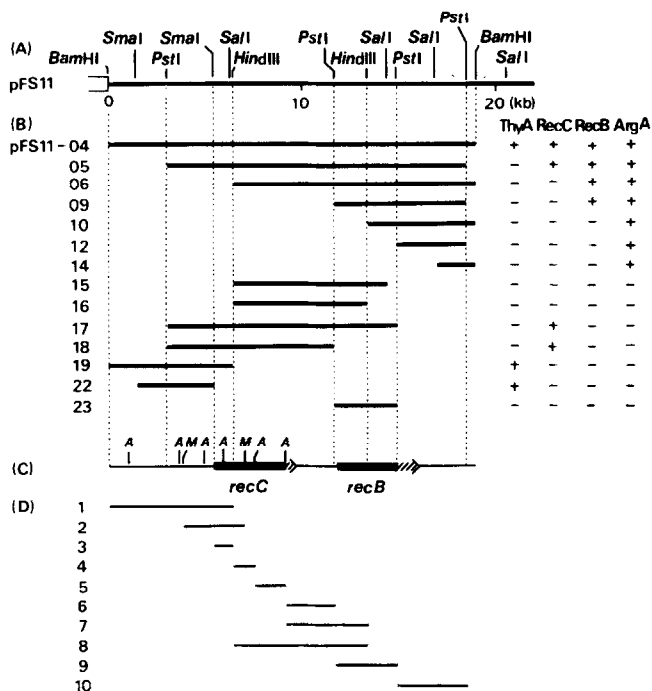 (A)
SmaI SmaI SalI PstI SalI SalI PstI BamHI
BamHI PstI HindIII HindIII PstI SalI
pFS11
0 10 20 (kb)
(B) ThyA RecC RecB ArgA
pFS11-04 + + + +
05 - + + +
06 - - + +
09 - - + +
10 - - - +
12 - - - +
14 - - - +
15 - - - -
16 - - - -
17 - + - -
18 - + - -
19 + - - -
22 + - - -
23 - - - -
A A M A A M A A
(C)
recC recB
(D) 1
2
3
4
5
6
7
8
9
10